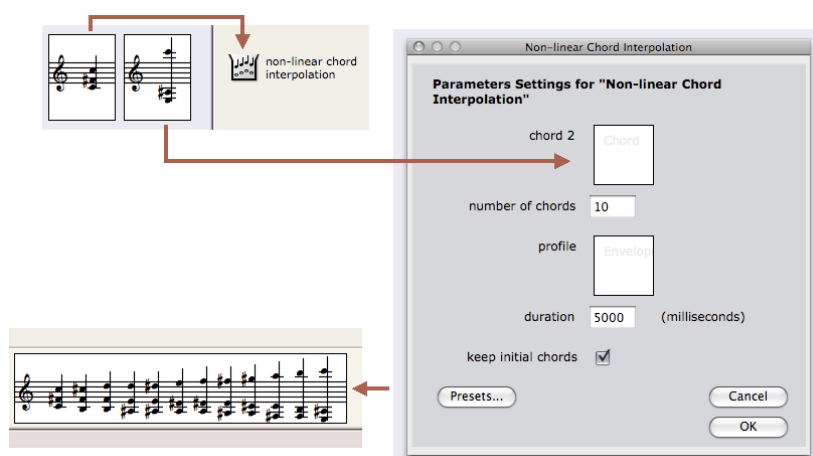 non-linear chord
interpolation
Non-linear Chord Interpolation
Parameters Settings for "Non-linear Chord
Interpolation"
chord 2
Chord
number of chords 10
profile
Envelop
duration 5000 (milliseconds)
keep initial chords
Presets...
Cancel
OK